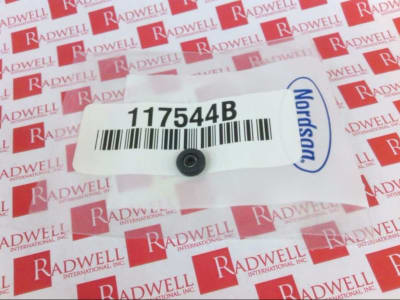 117544B
Nordson
RADWELL
INTERNATIONAL, INC.